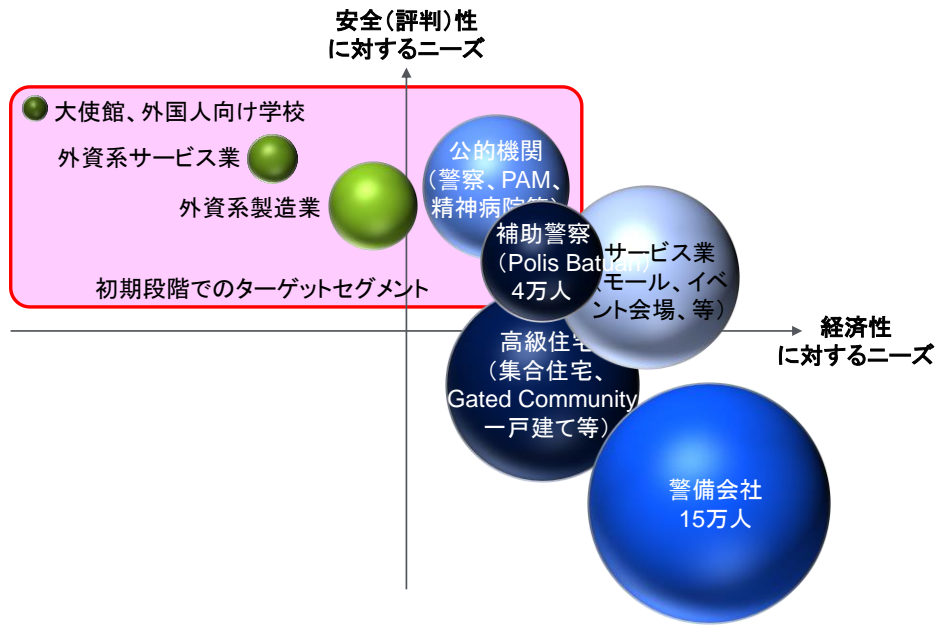 安全（評判）性
に対するニーズ
大使館、外国人向け学校
外資系サービス業
外資系製造業
公的機関
（警察、PAM、
精神病院等）
補助警察
（Polis Batuan）
4万人
サービス業
（モール、イベ
ント会場、等）
初期段階でのターゲットセグメント
経済性
に対するニーズ
高級住宅
（集合住宅、
Gated Community
一戸建て等）
警備会社
15万人